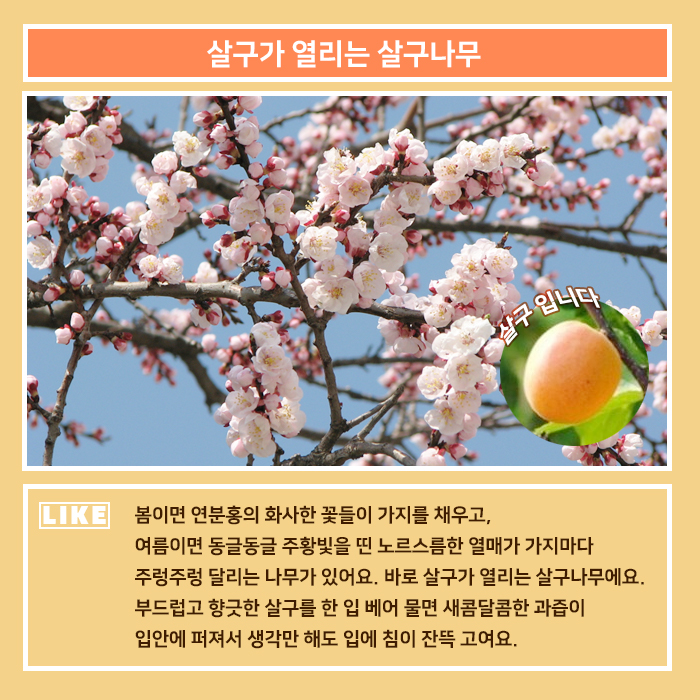 살구가 열리는 살구나무
살구 입니다
LIKE
봄이면 연분홍의 화사한 꽃들이 가지를 채우고,
여름이면 동글동글 주황빛을 띤 노르스름한 열매가 가지마다
주렁주렁 달리는 나무가 있어요. 바로 살구가 열리는 살구나무에요.
부드럽고 향긋한 살구를 한 입 베어 물면 새콤달콤한 과즙이
입안에 퍼져서 생각만 해도 입에 침이 잔뜩 고여요.